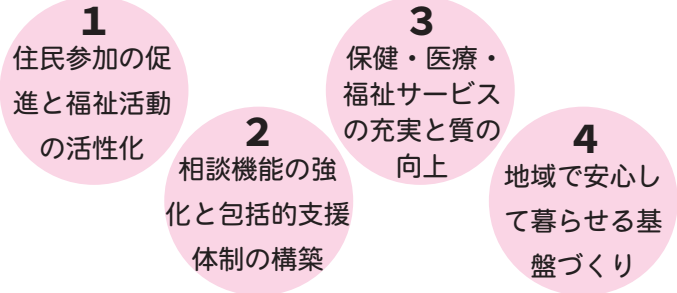 1
住民参加の促
進と福祉活動
の活性化
2
相談機能の強
化と包括的支援
体制の構築
3
保健・医療・
福祉サービス
の充実と質の
向上
4
地域で安心し
て暮らせる基
盤づくり